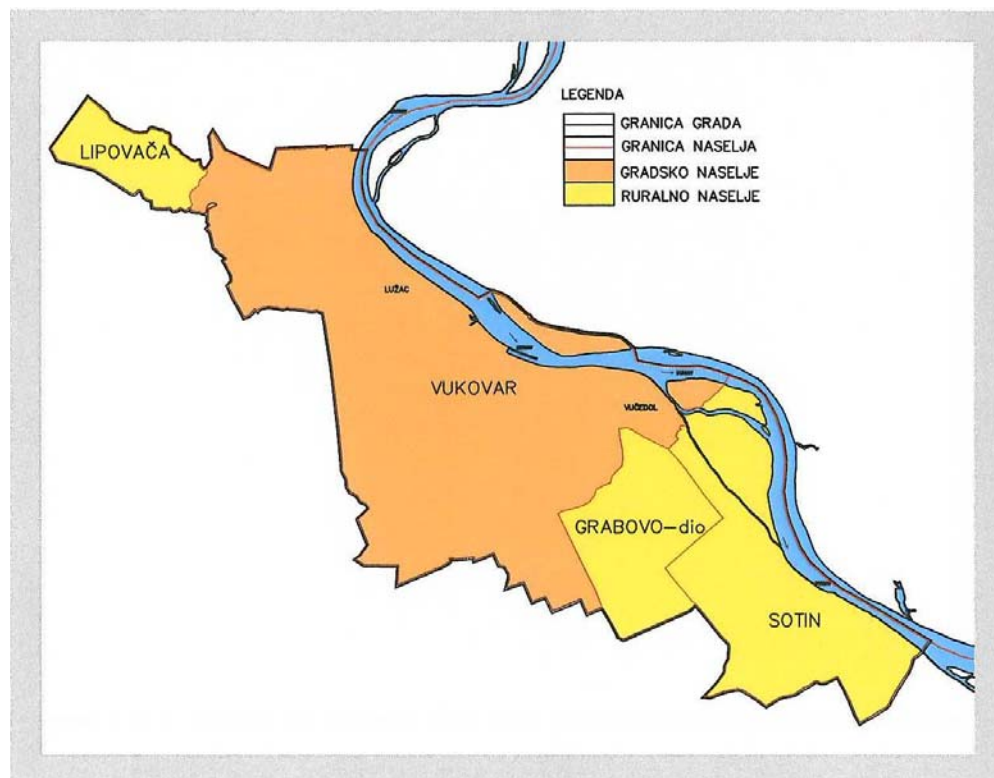 LEGENDA
GRANICA GRADA
GRANICA NASELJA
GRADSKO NASELJE
RURALNO NASELJE
LIPOVAČA
LUŽAC
VUKOVAR
VUČEDOL
GRABOVO-dio
SOTIN